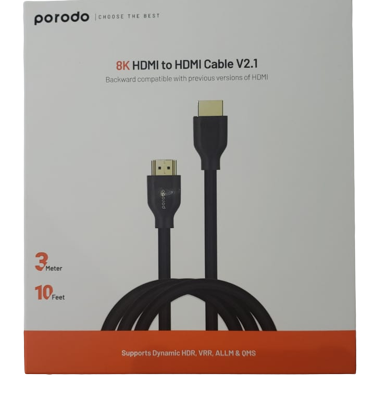 porodo | CHOOSE THE BEST
8K HDMI to HDMI Cable V2.1
Backward compatible with previous versions of HDMI
porodo
3 Meter
10 Feet
Supports Dynamic HDR, VRR, ALLM & QMS